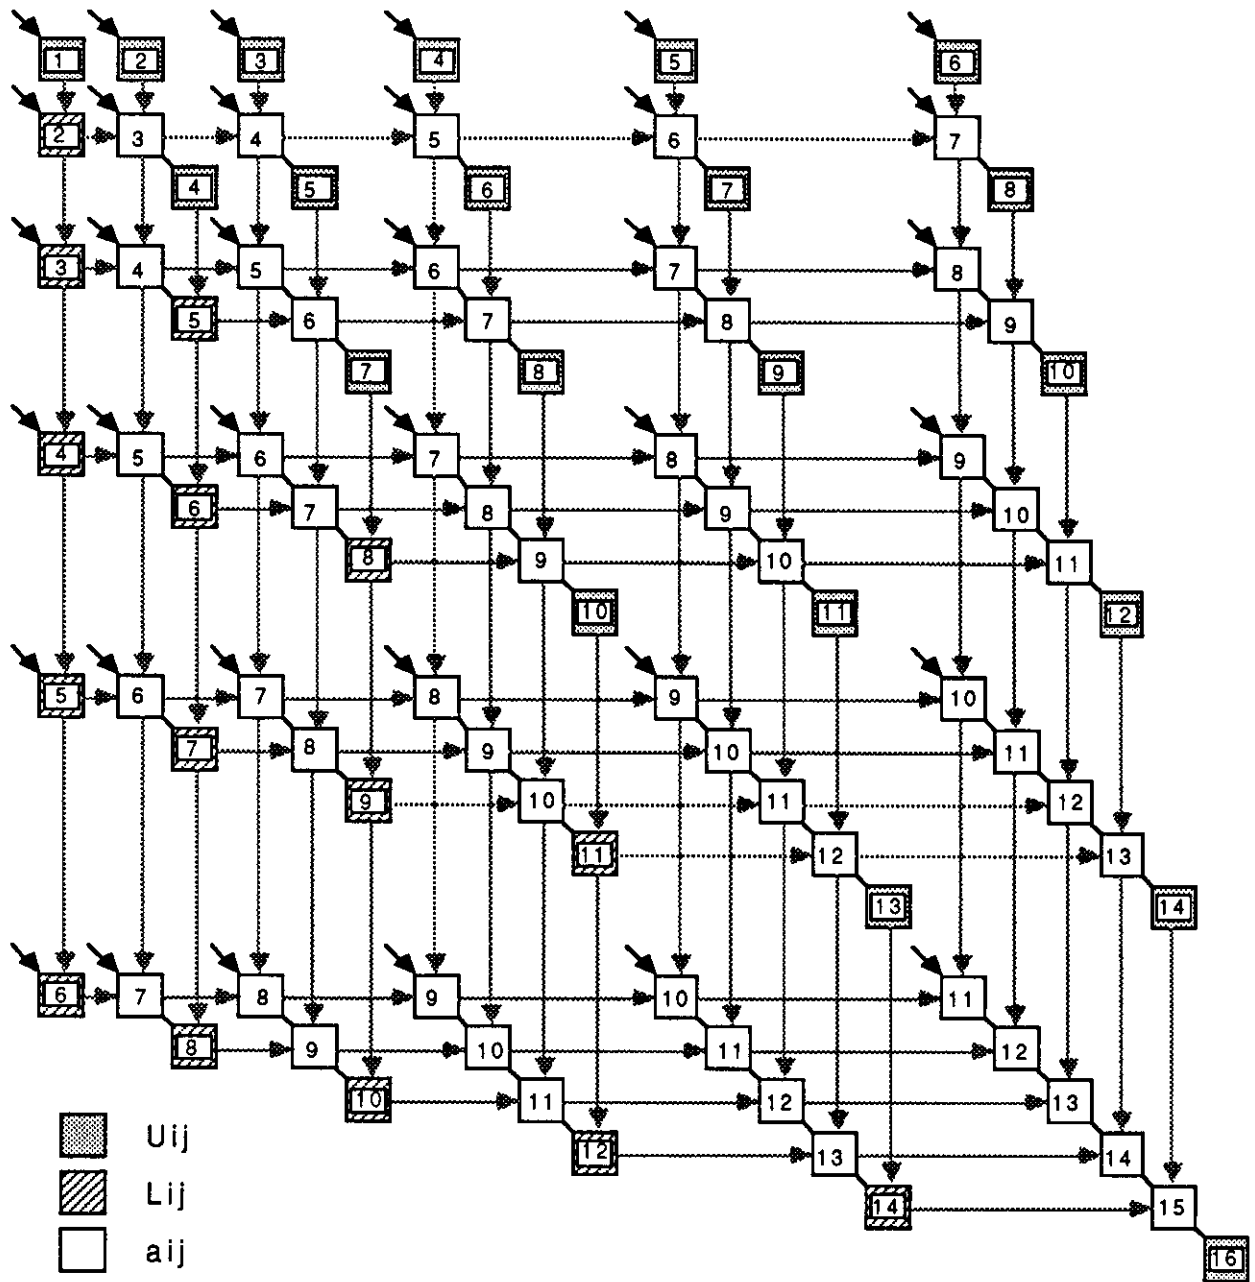 1 2 3 4 5 6
2 3 4 5 6 7
4 5 6 7 8
3 4 5 6 7 8
5 6 7 8 9
7 8 9 10
4 5 6 7 8 9
6 7 8 9 10
8 9 10 11
10 11 12
5 6 7 8 9 10
7 8 9 10 11
9 10 11 12
11 12 13
13 14
6 7 8 9 10 11
8 9 10 11 12
10 11 12 13
Uij
12 13 14
Lij
14 15
aij
16